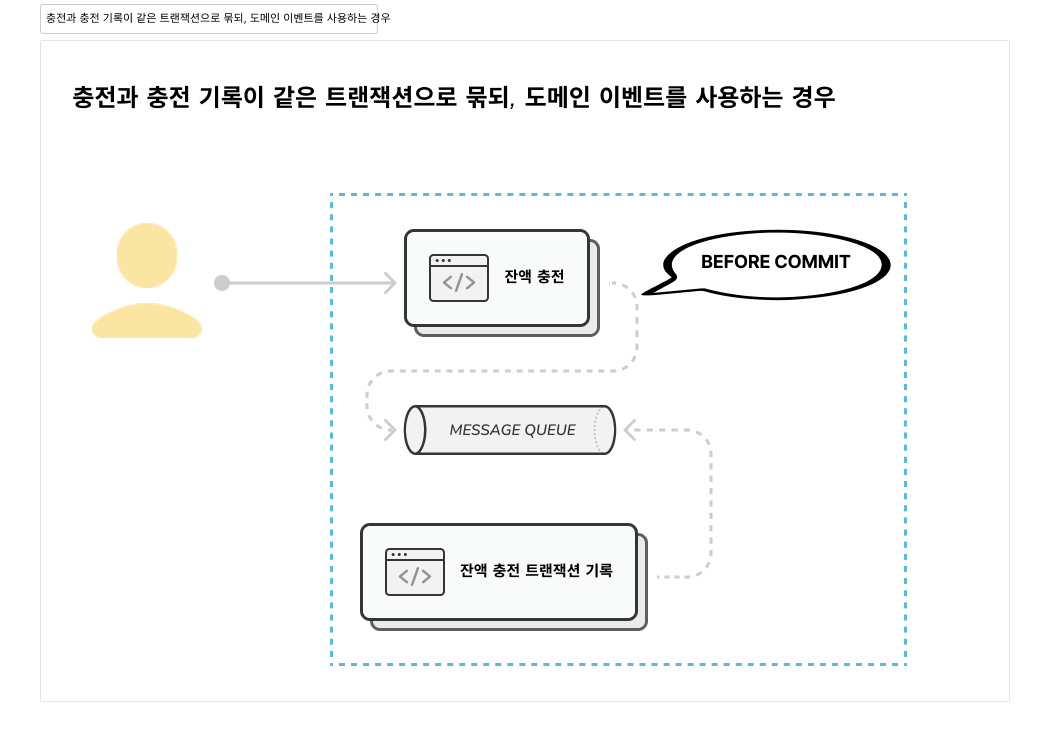 충전과 충전 기록이 같은 트랜잭션으로 묶되, 도메인 이벤트를 사용하는 경우
충전과 충전 기록이 같은 트랜잭션으로 묶되, 도메인 이벤트를 사용하는 경우
BEFORE COMMIT
</> 잔액 충전
MESSAGE QUEUE
</> 잔액 충전 트랜잭션 기록